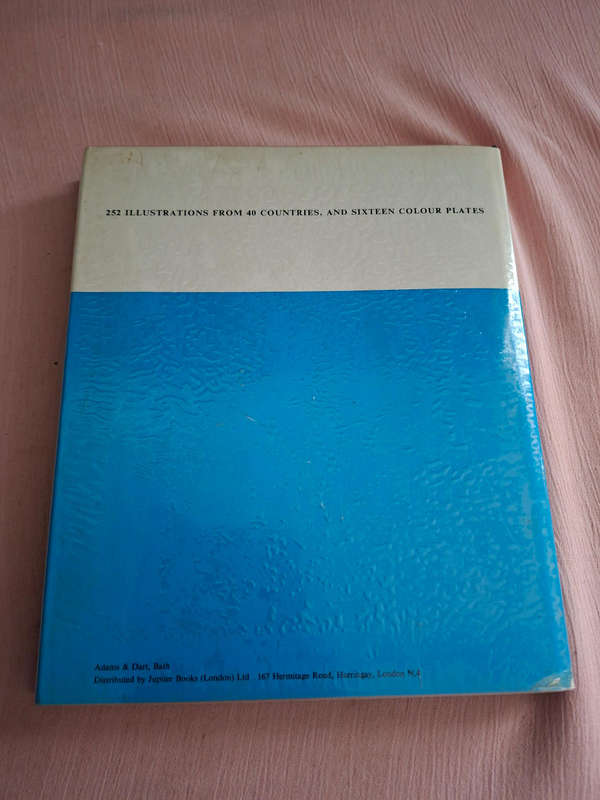 252 ILLUSTRATIONS FROM 40 COUNTRIES, AND SIXTEEN COLOUR PLATES
Adams & Dart, Bath
Distributed by Jupiter Books (London) Ltd 167 Hermitage Road, Harringay, London N.4